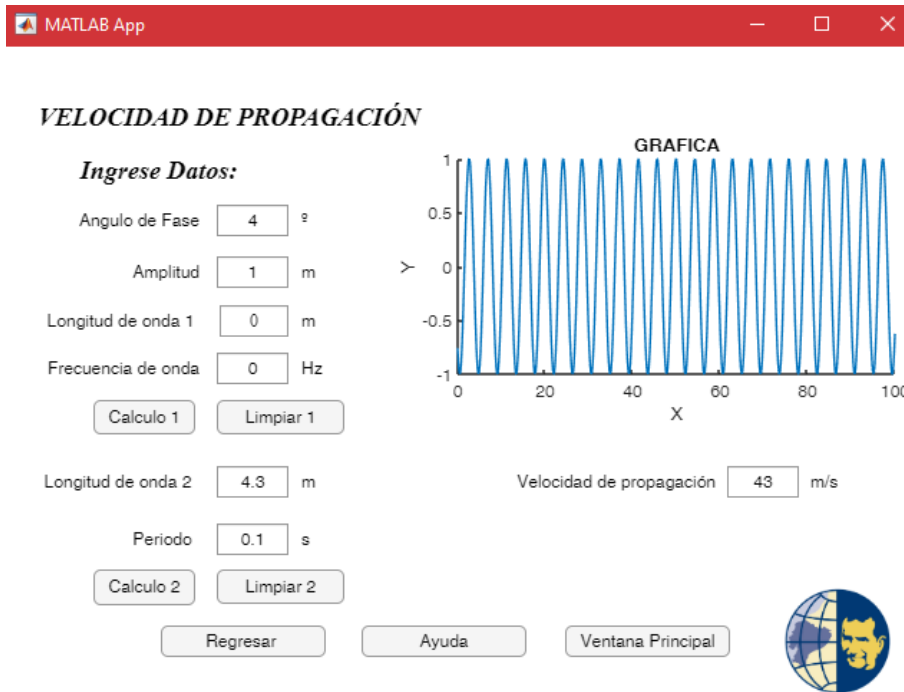 MATLAB App
VELOCIDAD DE PROPAGACIÓN
Ingrese Datos:
Angulo de Fase 4 º
Amplitud 1 m
Longitud de onda 1 0 m
Frecuencia de onda 0 Hz
Calculo 1 Limpiar 1
GRAFICA
1
0.5
0
-0.5
-1
Y
0 20 40 60 80 100
X
Longitud de onda 2 4.3 m
Velocidad de propagación 43 m/s
Periodo 0.1 s
Calculo 2 Limpiar 2
Regresar Ayuda Ventana Principal